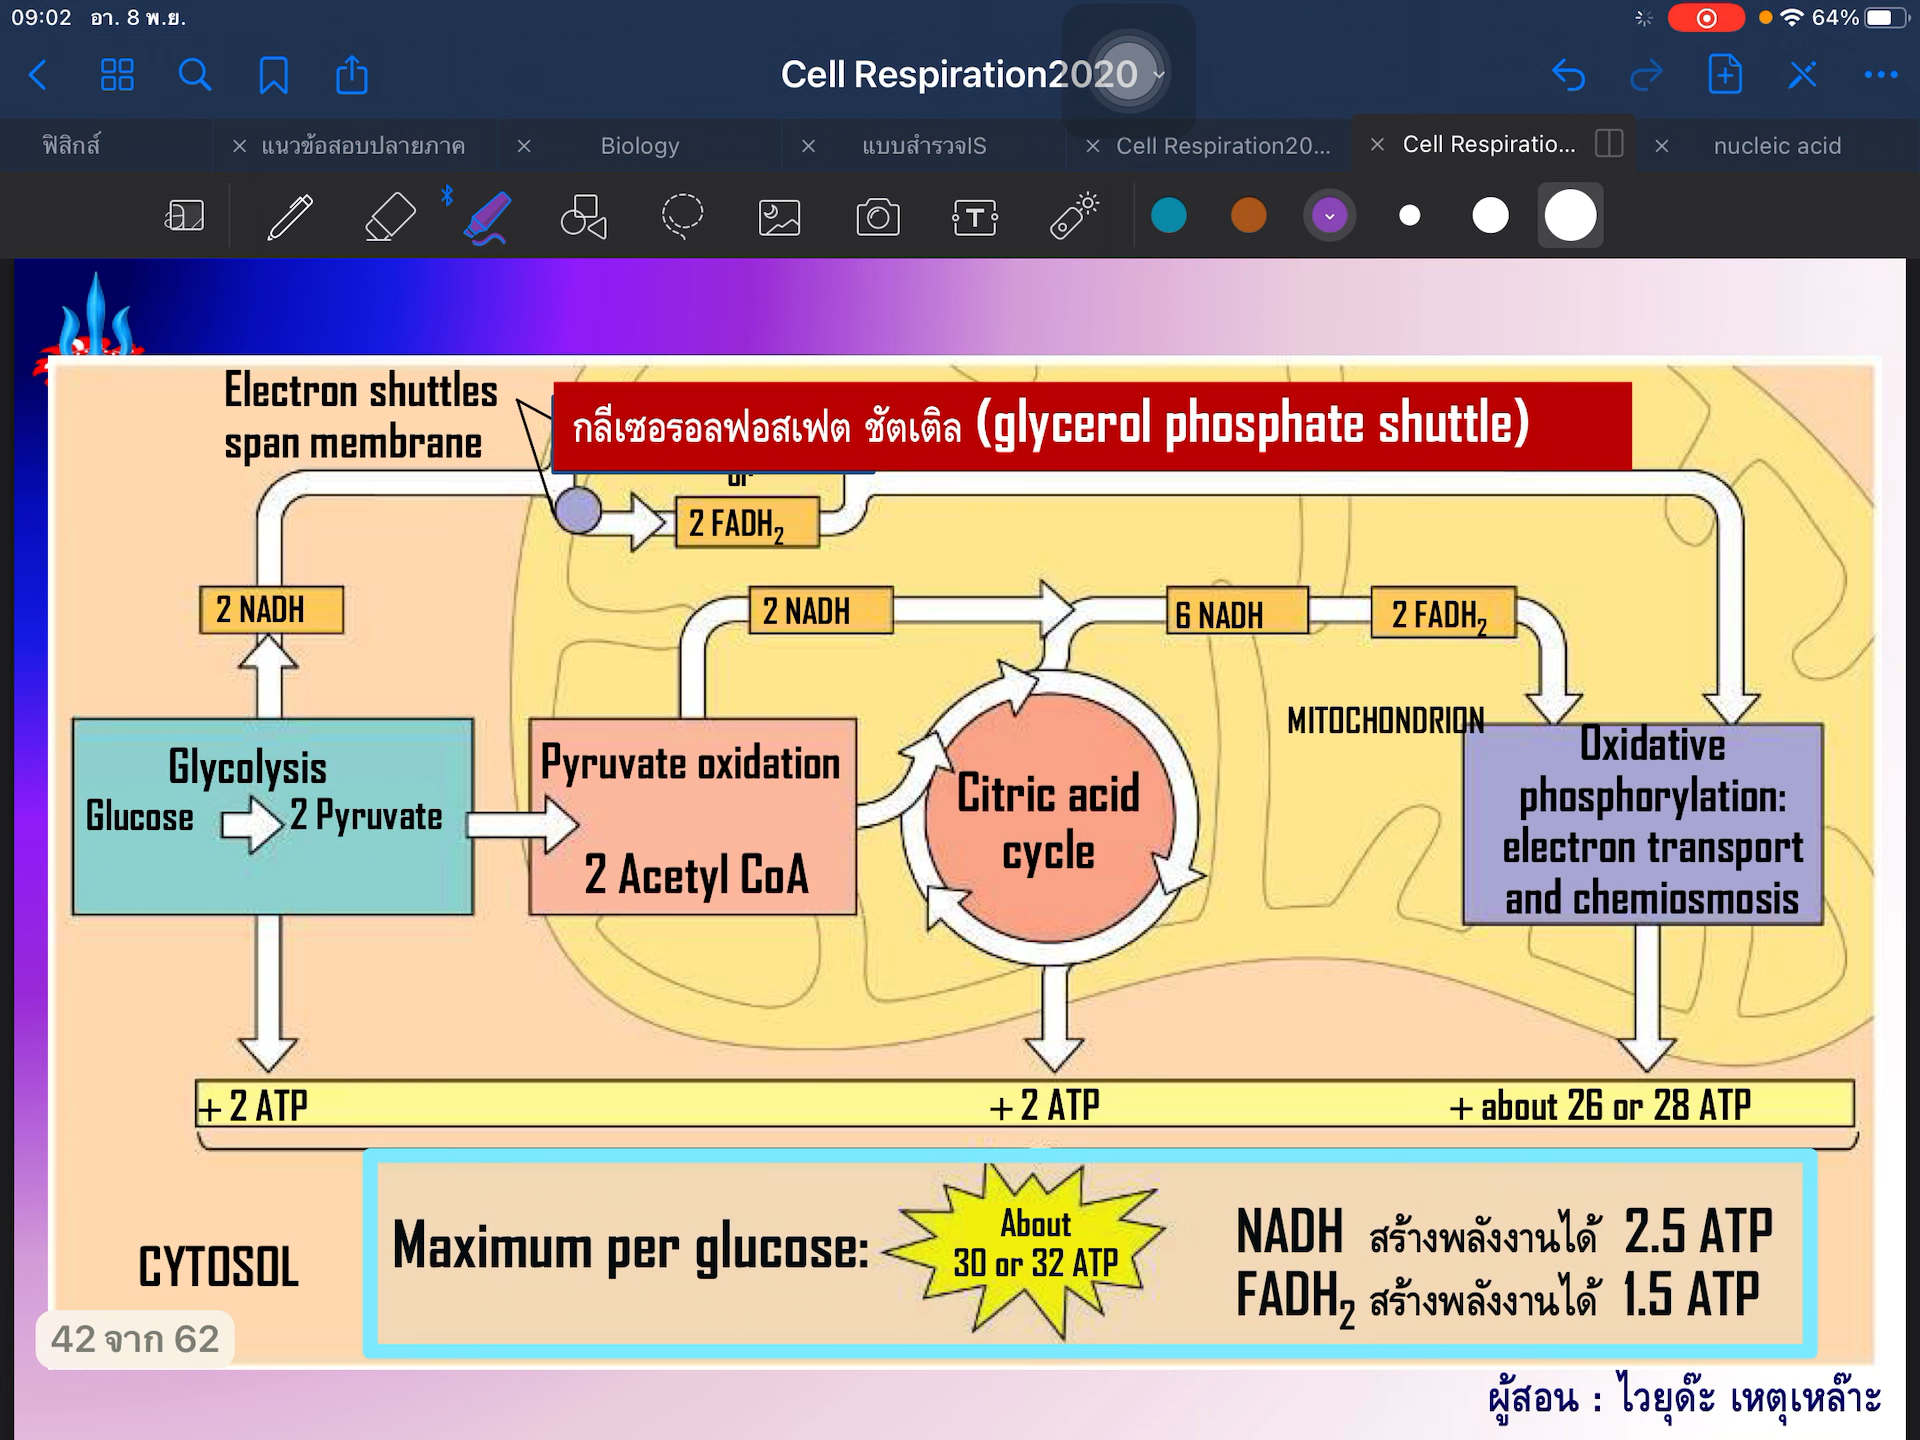 09:02 อา. 8 พ.ย.
64%
Cell Respiration2020
ฟิสิกส์
แนวข้อสอบปลายภาค
Biology
แบบสำรวจIS
Cell Respiration20...
Cell Respiratio...
nucleic acid
Electron shuttles
span membrane
กลีเซอรอลฟอสเฟต ชัตเติล (glycerol phosphate shuttle)
or
2 FADH₂
2 NADH
2 NADH
6 NADH
2 FADH₂
MITOCHONDRION
Glycolysis
Glucose
2 Pyruvate
Pyruvate oxidation
2 Acetyl CoA
Citric acid
cycle
Oxidative
phosphorylation:
electron transport
and chemiosmosis
+ 2 ATP
+ 2 ATP
+ about 26 or 28 ATP
Maximum per glucose:
About
30 or 32 ATP
NADH สร้างพลังงานได้ 2.5 ATP
FADH₂ สร้างพลังงานได้ 1.5 ATP
CYTOSOL
42 จาก 62
ผู้สอน : ไวยุด๊ะ เหตุเหล๊าะ